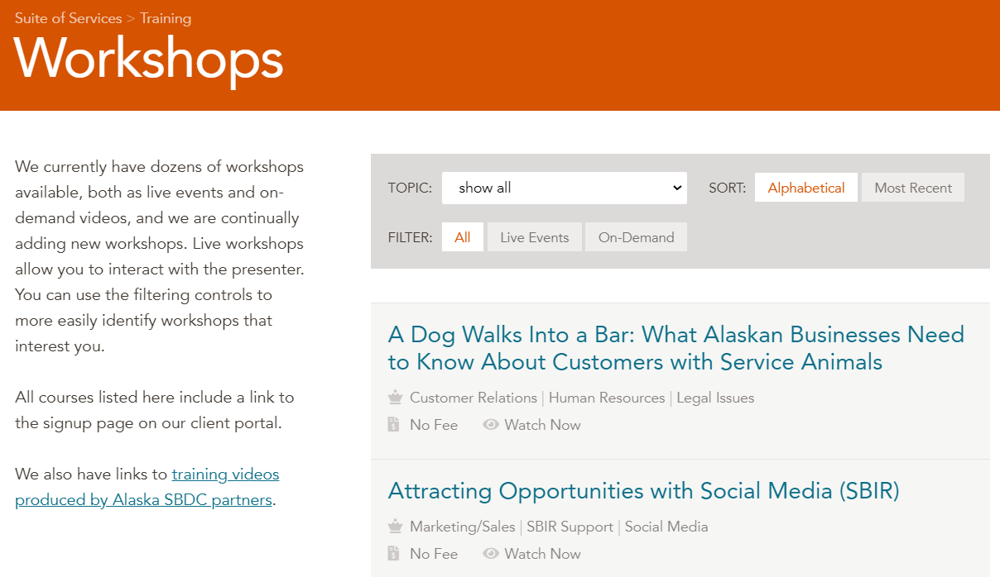 Suite of Services > Training
Workshops
We currently have dozens of workshops
available, both as live events and on-
demand videos, and we are continually
adding new workshops. Live workshops
allow you to interact with the presenter.
You can use the filtering controls to
more easily identify workshops that
interest you.
All courses listed here include a link to
the signup page on our client portal.
We also have links to training videos
produced by Alaska SBDC partners.
TOPIC: show all SORT: Alphabetical Most Recent
FILTER: All Live Events On-Demand
A Dog Walks Into a Bar: What Alaskan Businesses Need
to Know About Customers with Service Animals
Customer Relations | Human Resources | Legal Issues
No Fee Watch Now
Attracting Opportunities with Social Media (SBIR)
Marketing/Sales | SBIR Support | Social Media
No Fee Watch Now